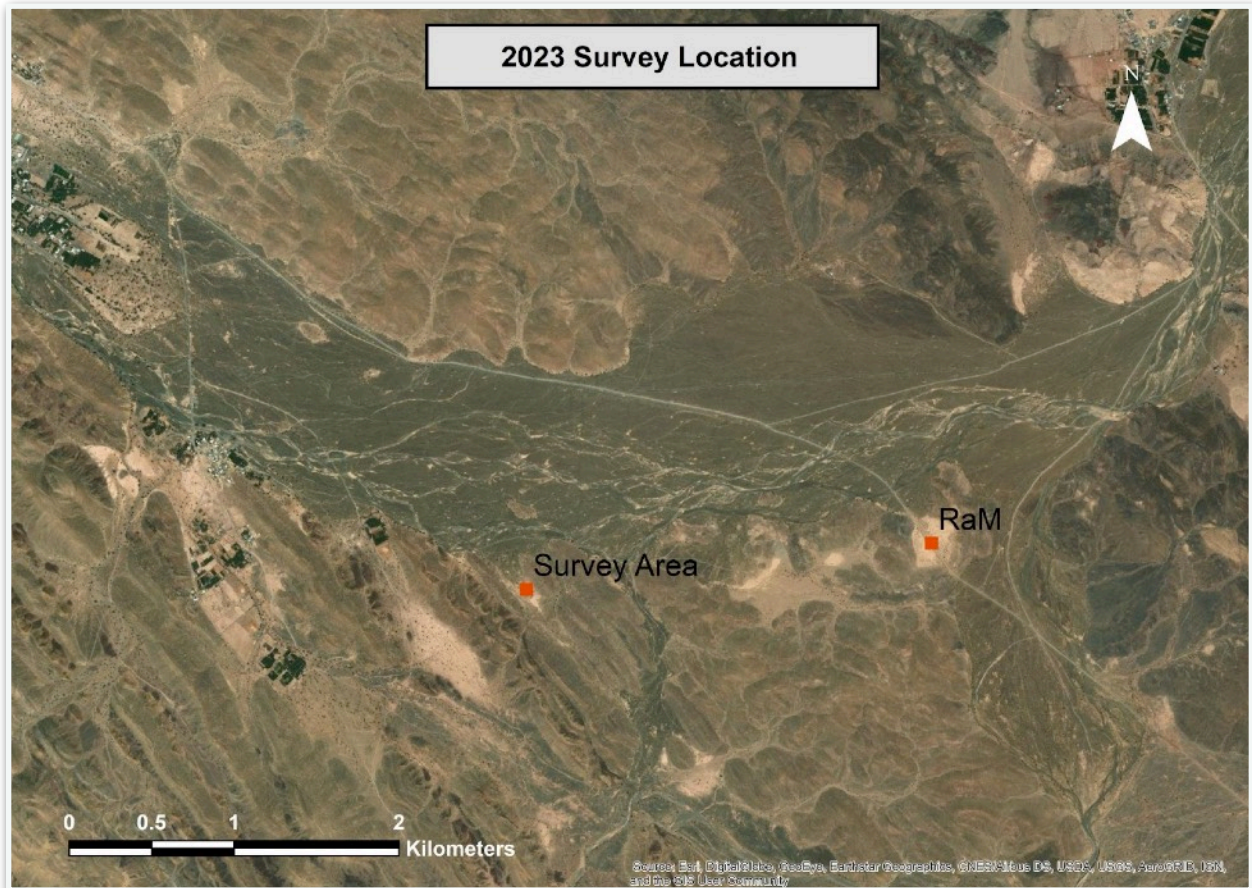 2023 Survey Location
N
RaM
Survey Area
0 0.5 1 2
Kilometers
Source: Esri, DigitalGlobe, GeoEye, Earthstar Geographics, CNES/Airbus DS, USDA, USGS, AeroGRID, IGN,
and the GIS User Community